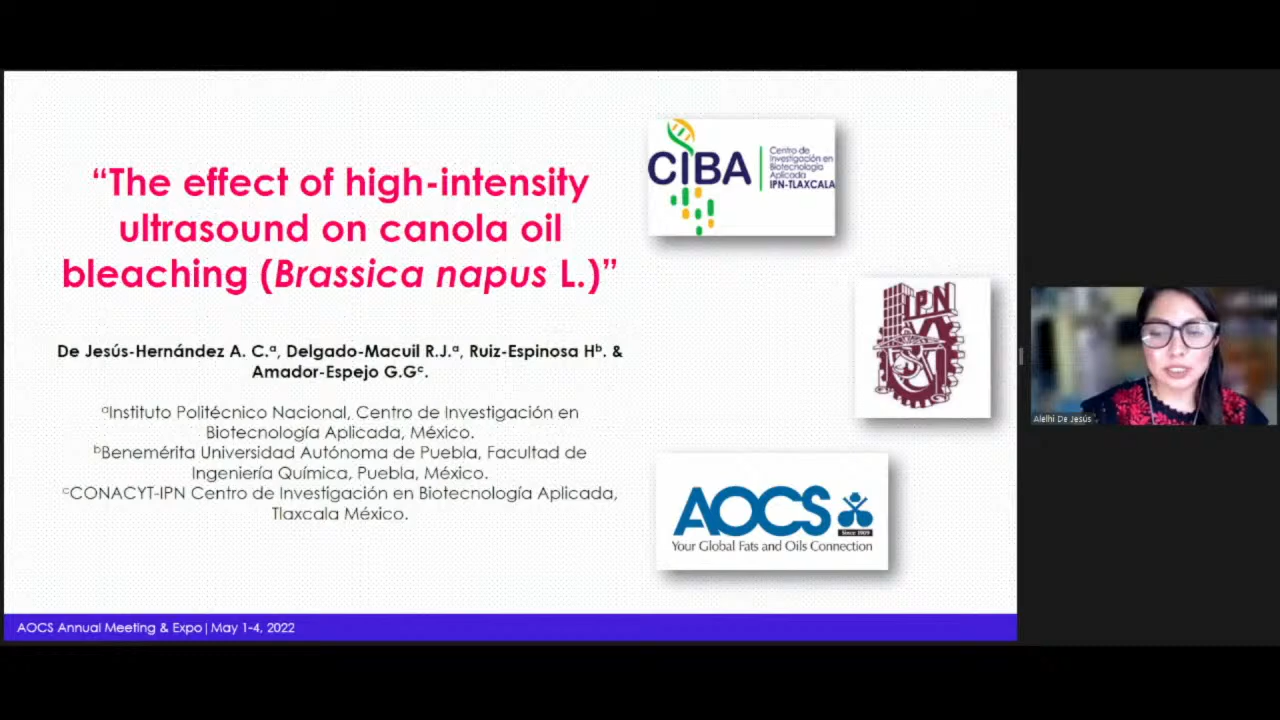 “The effect of high-intensity
ultrasound on canola oil
bleaching (Brassica napus L.)”
De Jesús-Hernández A. C.ᵃ, Delgado-Macuil R.J.ᵃ, Ruiz-Espinosa Hᵇ. &
Amador-Espejo G.Gᶜ.
ᵃInstituto Politécnico Nacional, Centro de Investigación en
Biotecnología Aplicada, México.
ᵇBenemérita Universidad Autónoma de Puebla, Facultad de
Ingeniería Química, Puebla, México.
ᶜCONACYT-IPN Centro de Investigación en Biotecnología Aplicada,
Tlaxcala México.
CIBA
Centro de
Investigación en
Biotecnología
Aplicada
IPN-TLAXCALA
IPN
AOCS
Since 1909
Your Global Fats and Oils Connection
Alelhi De Jesús
AOCS Annual Meeting & Expo|May 1-4, 2022